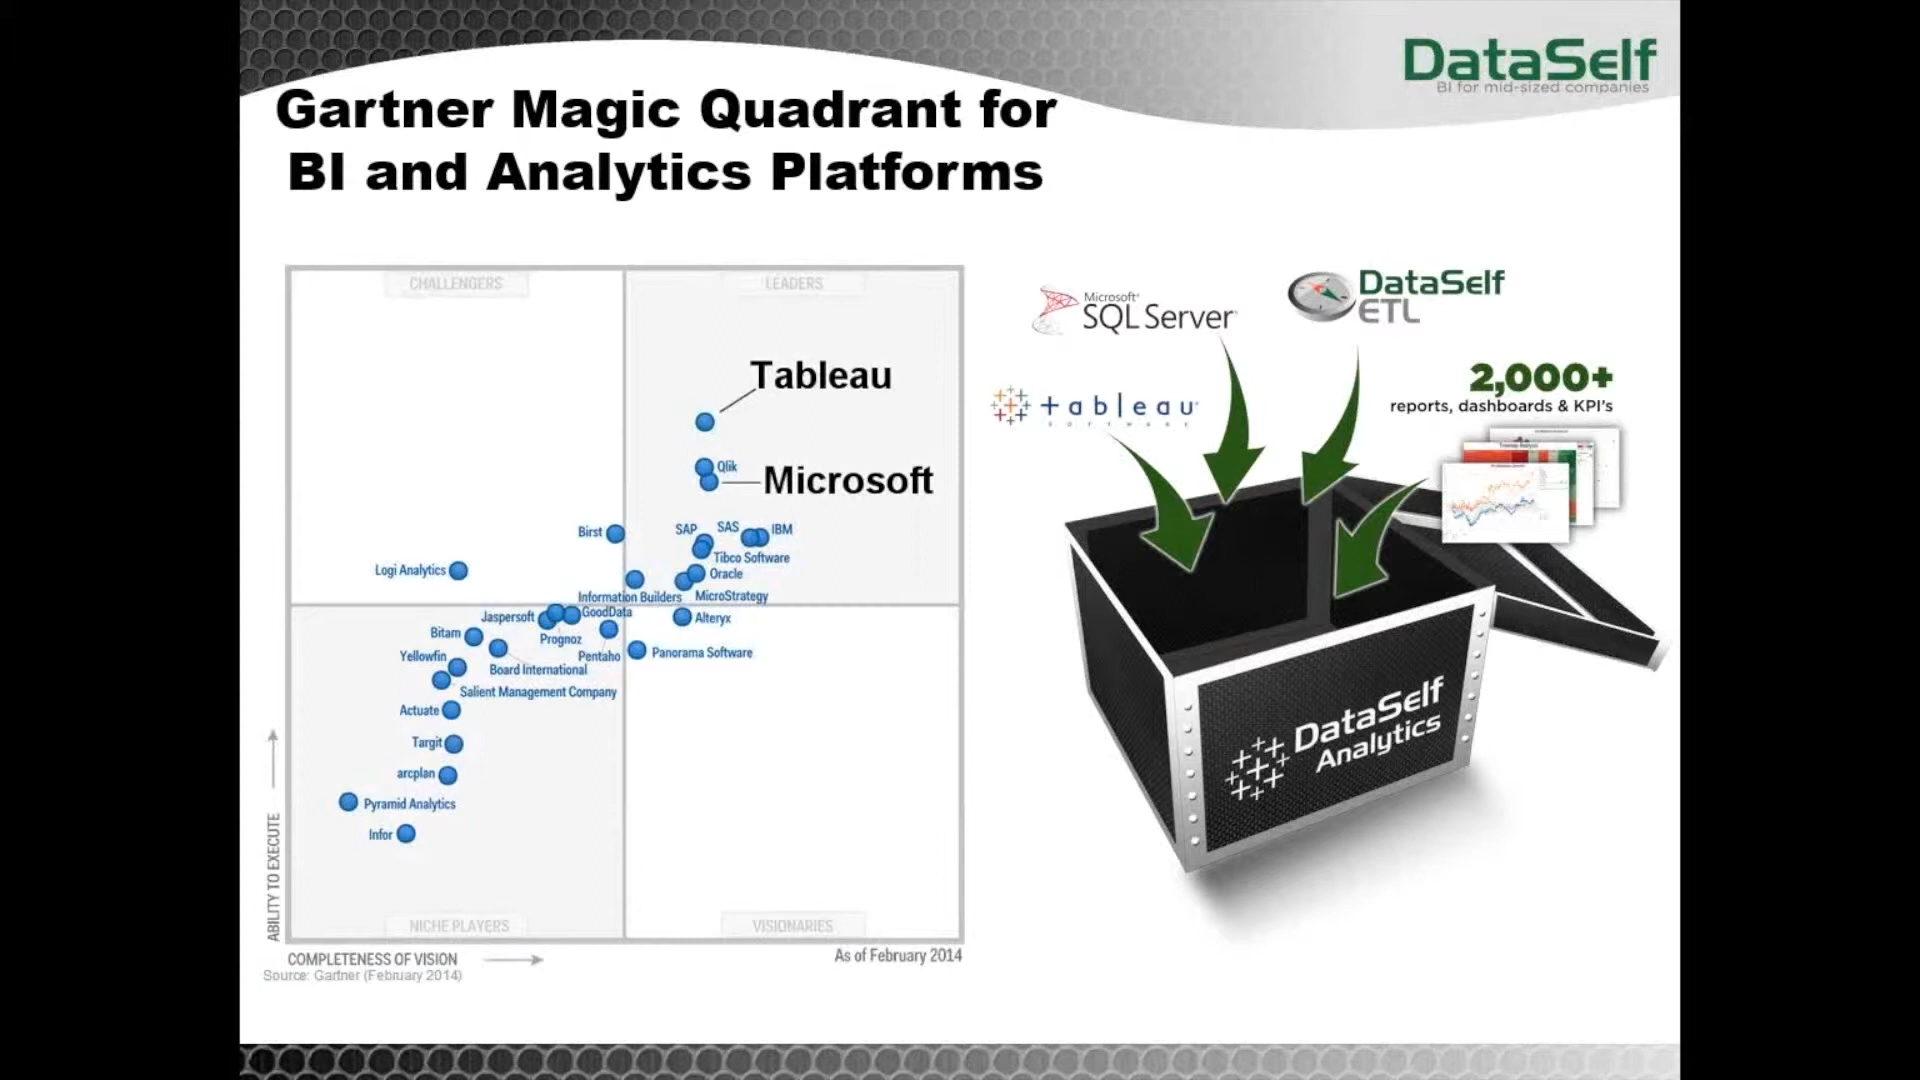 DataSelf
BI for mid-sized companies
Gartner Magic Quadrant for
BI and Analytics Platforms
CHALLENGERS
LEADERS
Tableau
Qlik
Microsoft
Birst
SAP
SAS
IBM
Tibco Software
Logi Analytics
Oracle
Information Builders
MicroStrategy
Jaspersoft
GoodData
Alteryx
Bitam
Prognoz
Pentaho
Panorama Software
Yellowfin
Board International
Salient Management Company
Actuate
Targit
arcplan
Pyramid Analytics
Infor
NICHE PLAYERS
VISIONARIES
ABILITY TO EXECUTE
COMPLETENESS OF VISION
As of February 2014
Source: Gartner (February 2014)
Microsoft®
SQL Server
DataSelf
ETL
+ableau
SOFTWARE
2,000+
reports, dashboards & KPI's
DataSelf
Analytics